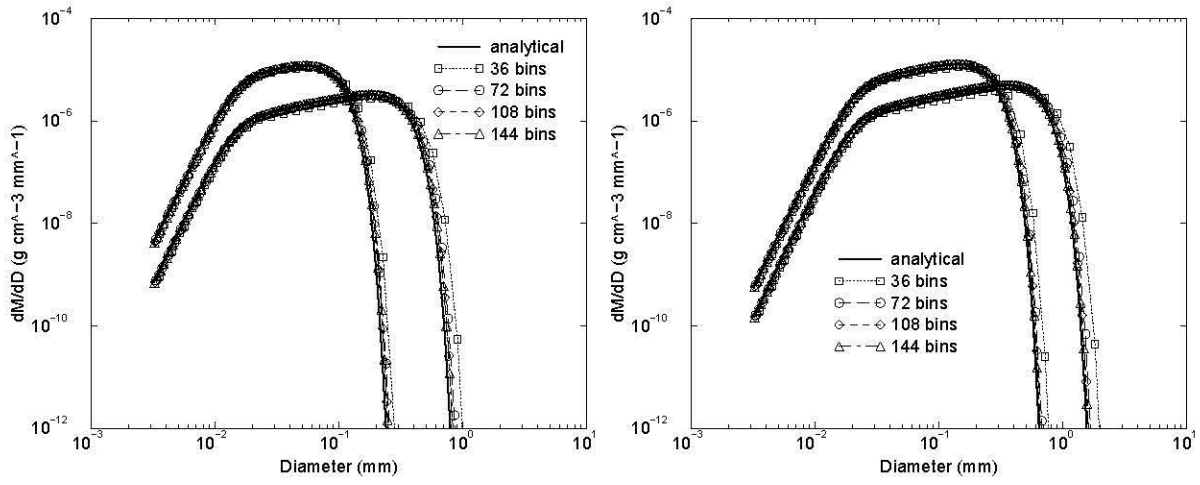 10^−4
10^−6
10^−8
10^−10
10^−12
dM/dD (g cm^−3 mm^−1)
analytical
36 bins
72 bins
108 bins
144 bins
10^−3
10^−2
10^−1
10^0
10^1
Diameter (mm)
10^−4
10^−6
10^−8
10^−10
10^−12
dM/dD (g cm^−3 mm^−1)
analytical
36 bins
72 bins
108 bins
144 bins
10^−3
10^−2
10^−1
10^0
10^1
Diameter (mm)